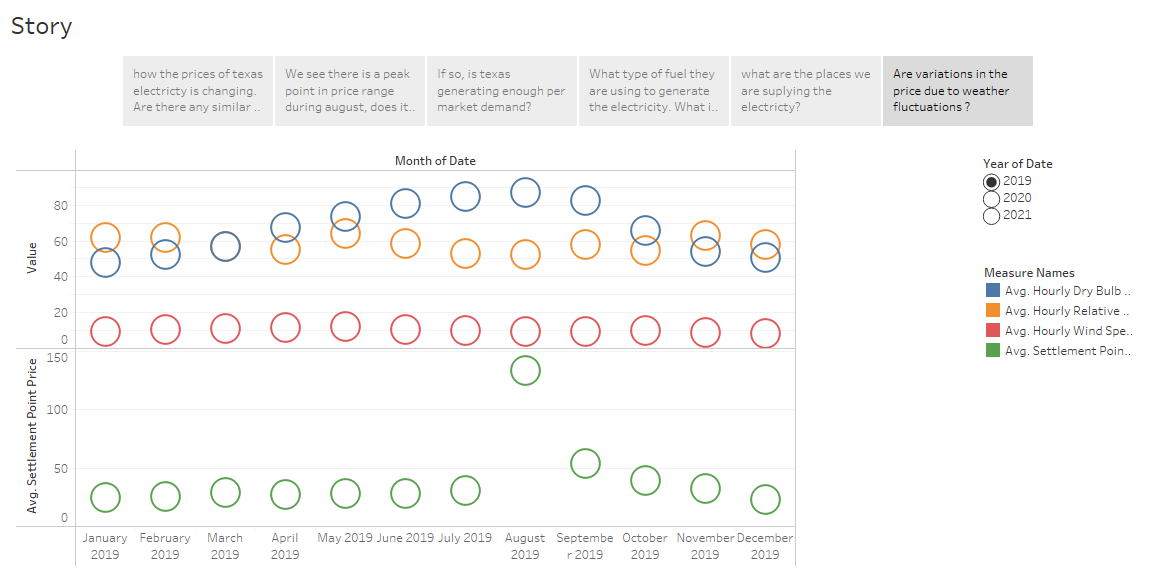 Story
how the prices of texas
electricty is changing.
Are there any similar ..
We see there is a peak
point in price range
during august, does it..
If so, is texas
generating enough per
market demand?
What type of fuel they
are using to generate
the electricity. What i..
what are the places we
are suplying the
electricty?
Are variations in the
price due to weather
fluctuations ?
Month of Date
Value
80
60
40
20
0
Avg. Settlement Point Price
150
100
50
0
January
2019
February
2019
March
2019
April
2019
May 2019
June 2019
July 2019
August
2019
Septembe
r 2019
October
2019
November
2019
December
2019
Year of Date
2019
2020
2021
Measure Names
Avg. Hourly Dry Bulb ..
Avg. Hourly Relative ..
Avg. Hourly Wind Spe..
Avg. Settlement Poin..